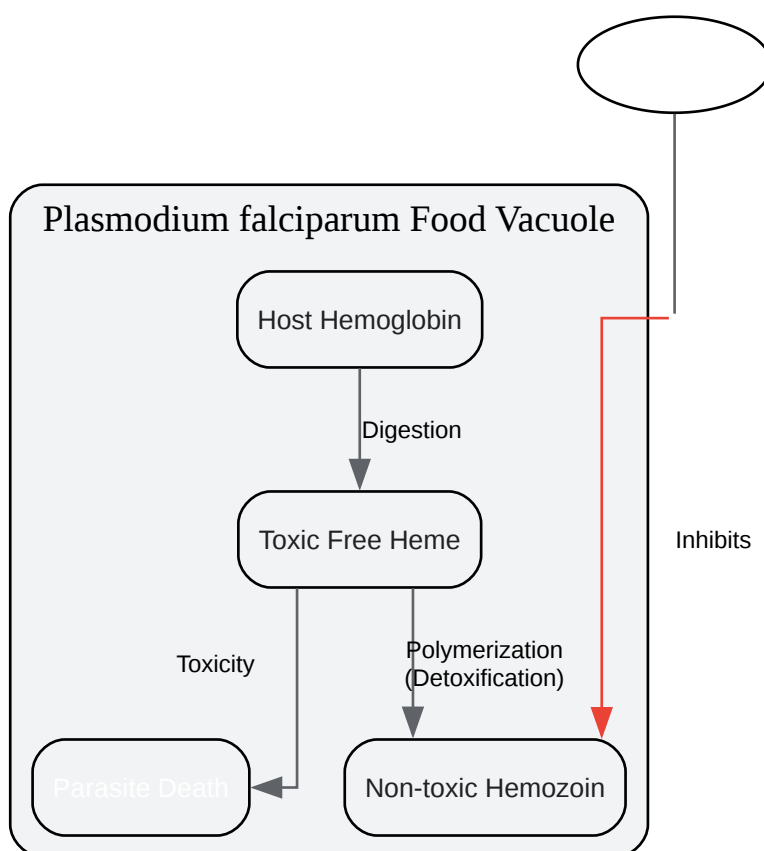 Plasmodium falciparum Food Vacuole
Host Hemoglobin
Digestion
Toxic Free Heme
Inhibits
Toxicity
Polymerization
(Detoxification)
Parasite Death
Non-toxic Hemozoin